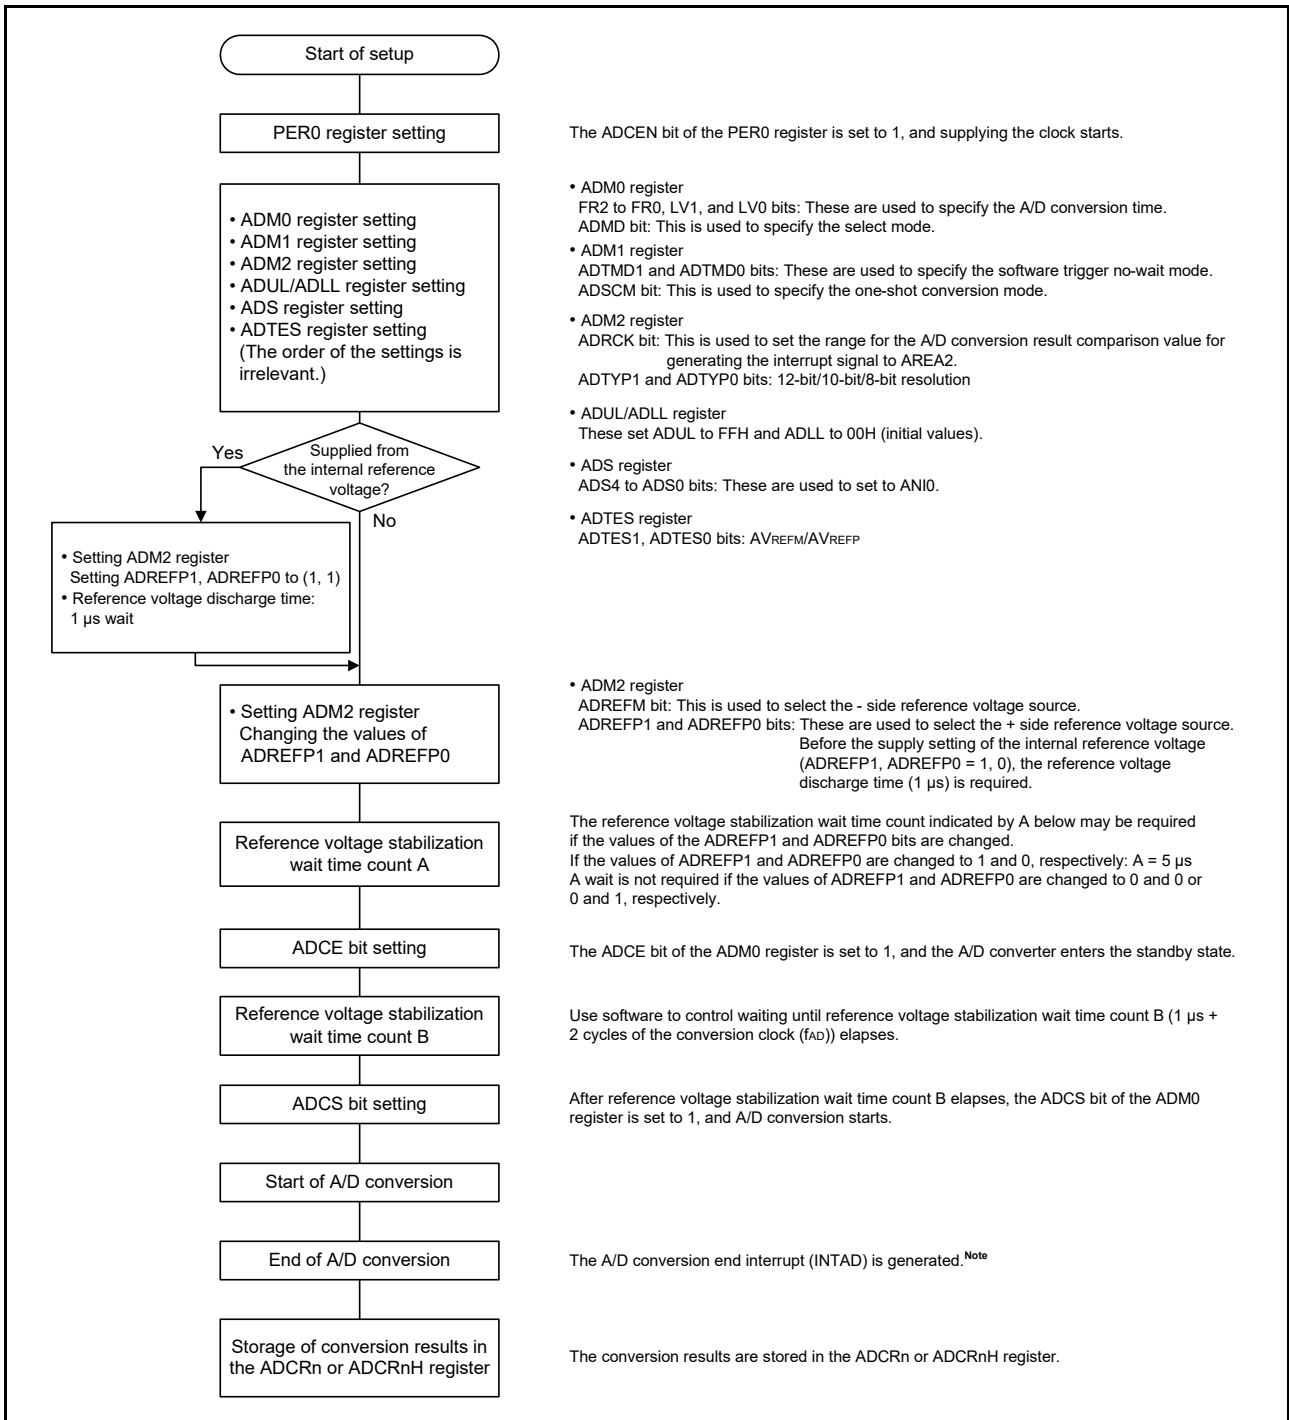 Start of setup
PER0 register setting
The ADCEN bit of the PER0 register is set to 1, and supplying the clock starts.
• ADM0 register setting
• ADM1 register setting
• ADM2 register setting
• ADUL/ADLL register setting
• ADS register setting
• ADTES register setting
(The order of the settings is
irrelevant.)
• ADM0 register
FR2 to FR0, LV1, and LV0 bits: These are used to specify the A/D conversion time.
ADMD bit: This is used to specify the select mode.
• ADM1 register
ADTMD1 and ADTMD0 bits: These are used to specify the software trigger no-wait mode.
ADSCM bit: This is used to specify the one-shot conversion mode.
• ADM2 register
ADRCK bit: This is used to set the range for the A/D conversion result comparison value for
generating the interrupt signal to AREA2.
ADTYP1 and ADTYP0 bits: 12-bit/10-bit/8-bit resolution
• ADUL/ADLL register
These set ADUL to FFH and ADLL to 00H (initial values).
• ADS register
ADS4 to ADS0 bits: These are used to set to ANI0.
• ADTES register
ADTES1, ADTES0 bits: AVREFM/AVREFP
Supplied from
the internal reference
voltage?
Yes
No
• Setting ADM2 register
Setting ADREFP1, ADREFP0 to (1, 1)
• Reference voltage discharge time:
1 µs wait
• Setting ADM2 register
Changing the values of
ADREFP1 and ADREFP0
• ADM2 register
ADREFM bit: This is used to select the - side reference voltage source.
ADREFP1 and ADREFP0 bits: These are used to select the + side reference voltage source.
Before the supply setting of the internal reference voltage
(ADREFP1, ADREFP0 = 1, 0), the reference voltage
discharge time (1 µs) is required.
Reference voltage stabilization
wait time count A
The reference voltage stabilization wait time count indicated by A below may be required
if the values of the ADREFP1 and ADREFP0 bits are changed.
If the values of ADREFP1 and ADREFP0 are changed to 1 and 0, respectively: A = 5 µs
A wait is not required if the values of ADREFP1 and ADREFP0 are changed to 0 and 0 or
0 and 1, respectively.
ADCE bit setting
The ADCE bit of the ADM0 register is set to 1, and the A/D converter enters the standby state.
Reference voltage stabilization
wait time count B
Use software to control waiting until reference voltage stabilization wait time count B (1 µs +
2 cycles of the conversion clock (fAD)) elapses.
ADCS bit setting
After reference voltage stabilization wait time count B elapses, the ADCS bit of the ADM0
register is set to 1, and A/D conversion starts.
Start of A/D conversion
End of A/D conversion
The A/D conversion end interrupt (INTAD) is generated.Note
Storage of conversion results in
the ADCRn or ADCRnH register
The conversion results are stored in the ADCRn or ADCRnH register.